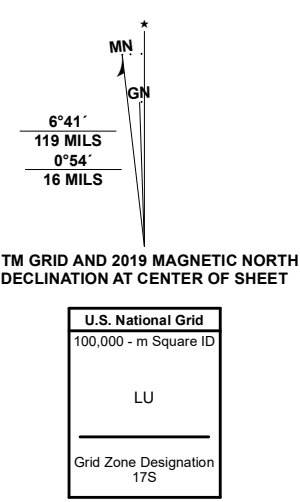 ★
MN
GN
6°41´
119 MILS
0°54´
16 MILS
TM GRID AND 2019 MAGNETIC NORTH
DECLINATION AT CENTER OF SHEET
U.S. National Grid
100,000 - m Square ID
LU
Grid Zone Designation
17S